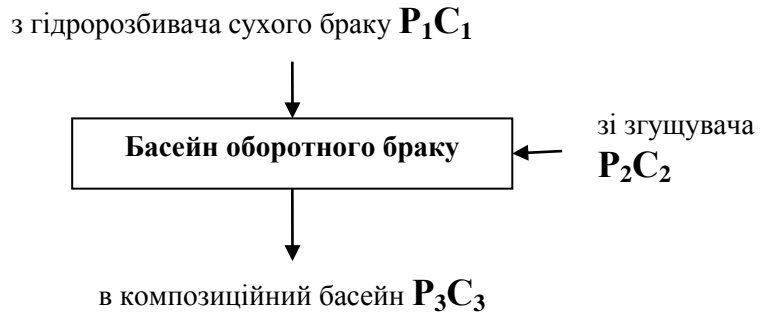 з гідророзбивача сухого браку P₁C₁
Басейн оборотного браку
зі згущувача
P₂C₂
в композиційний басейн P₃C₃